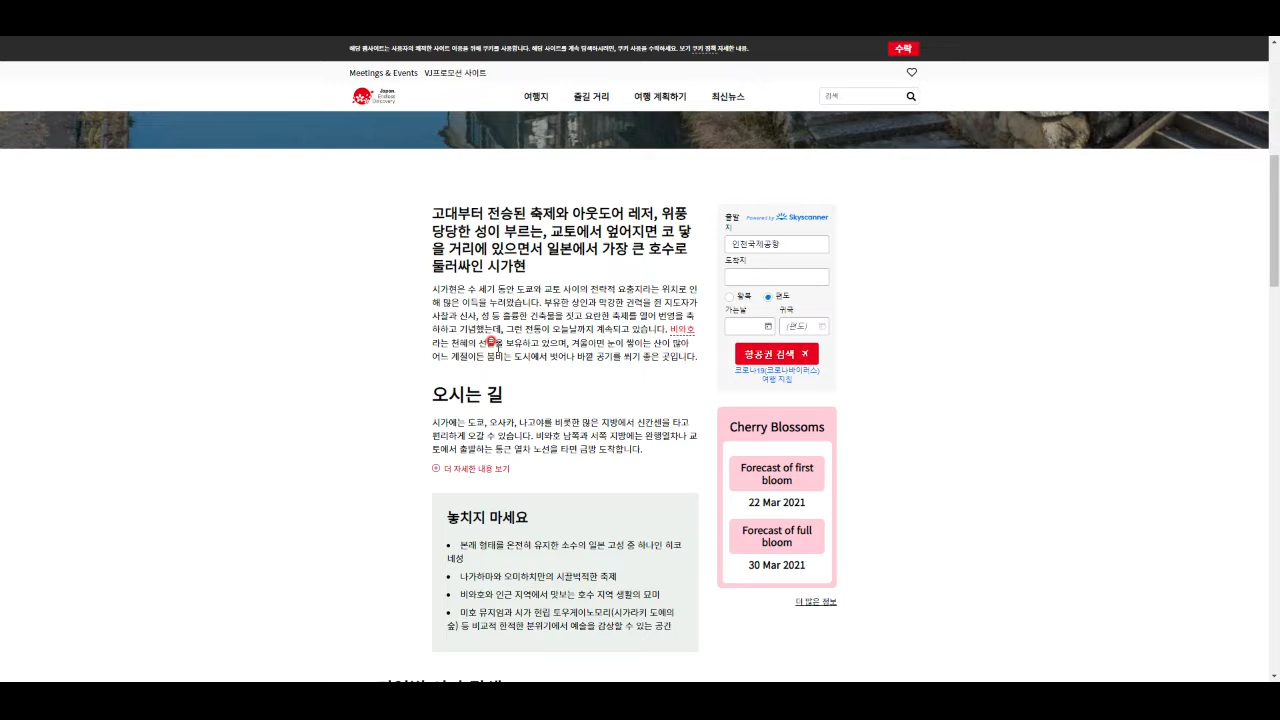 해당 웹사이트는 사용자의 쾌적한 사이트 이용을 위해 쿠키를 사용합니다. 해당 사이트를 계속 탐색하시려면, 쿠키 사용을 수락하세요. 보기 쿠키 정책 자세한 내용.
수락
Meetings & Events VJ프로모션 사이트
Japan.
Endless
Discovery.
여행지 즐길 거리 여행 계획하기 최신뉴스
검색
고대부터 전승된 축제와 아웃도어 레저, 위풍
당당한 성이 부르는, 교토에서 엎어지면 코 닿
을 거리에 있으면서 일본에서 가장 큰 호수로
둘러싸인 시가현
시가현은 수 세기 동안 도쿄와 교토 사이의 전략적 요충지라는 위치로 인
해 많은 이득을 누려왔습니다. 부유한 상인과 막강한 권력을 쥔 지도자가
사찰과 신사, 성 등 훌륭한 건축물을 짓고 요란한 축제를 열어 번영을 축
하하고 기념했는데, 그런 전통이 오늘날까지 계속되고 있습니다. 비와호
라는 천혜의 보유하고 있으며, 겨울이면 눈이 쌓이는 산이 많아
어느 계절이든 붐비는 도시에서 벗어나 바깥 공기를 쐬기 좋은 곳입니다.
오시는 길
시가에는 도쿄, 오사카, 나고야를 비롯한 많은 지방에서 신칸센을 타고
편리하게 오갈 수 있습니다. 비와호 남쪽과 서쪽 지방에는 완행열차나 교
토에서 출발하는 통근 열차 노선을 타면 금방 도착합니다.
더 자세한 내용 보기
놓치지 마세요
• 본래 형태를 온전히 유지한 소수의 일본 고성 중 하나인 히코
네성
• 나가하마와 오미하치만의 시끌벅적한 축제
• 비와호와 인근 지역에서 맛보는 호수 지역 생활의 묘미
• 미호 뮤지엄과 시가 현립 도우게이노모리(시가라키 도예의
숲) 등 비교적 한적한 분위기에서 예술을 감상할 수 있는 공간
출발
지
Powered by Skyscanner
인천국제공항
도착지
왕복 편도
가는날 귀국
(편도)
항공권 검색
코로나19(코로나바이러스)
여행 지침
Cherry Blossoms
Forecast of first
bloom
22 Mar 2021
Forecast of full
bloom
30 Mar 2021
더 많은 정보